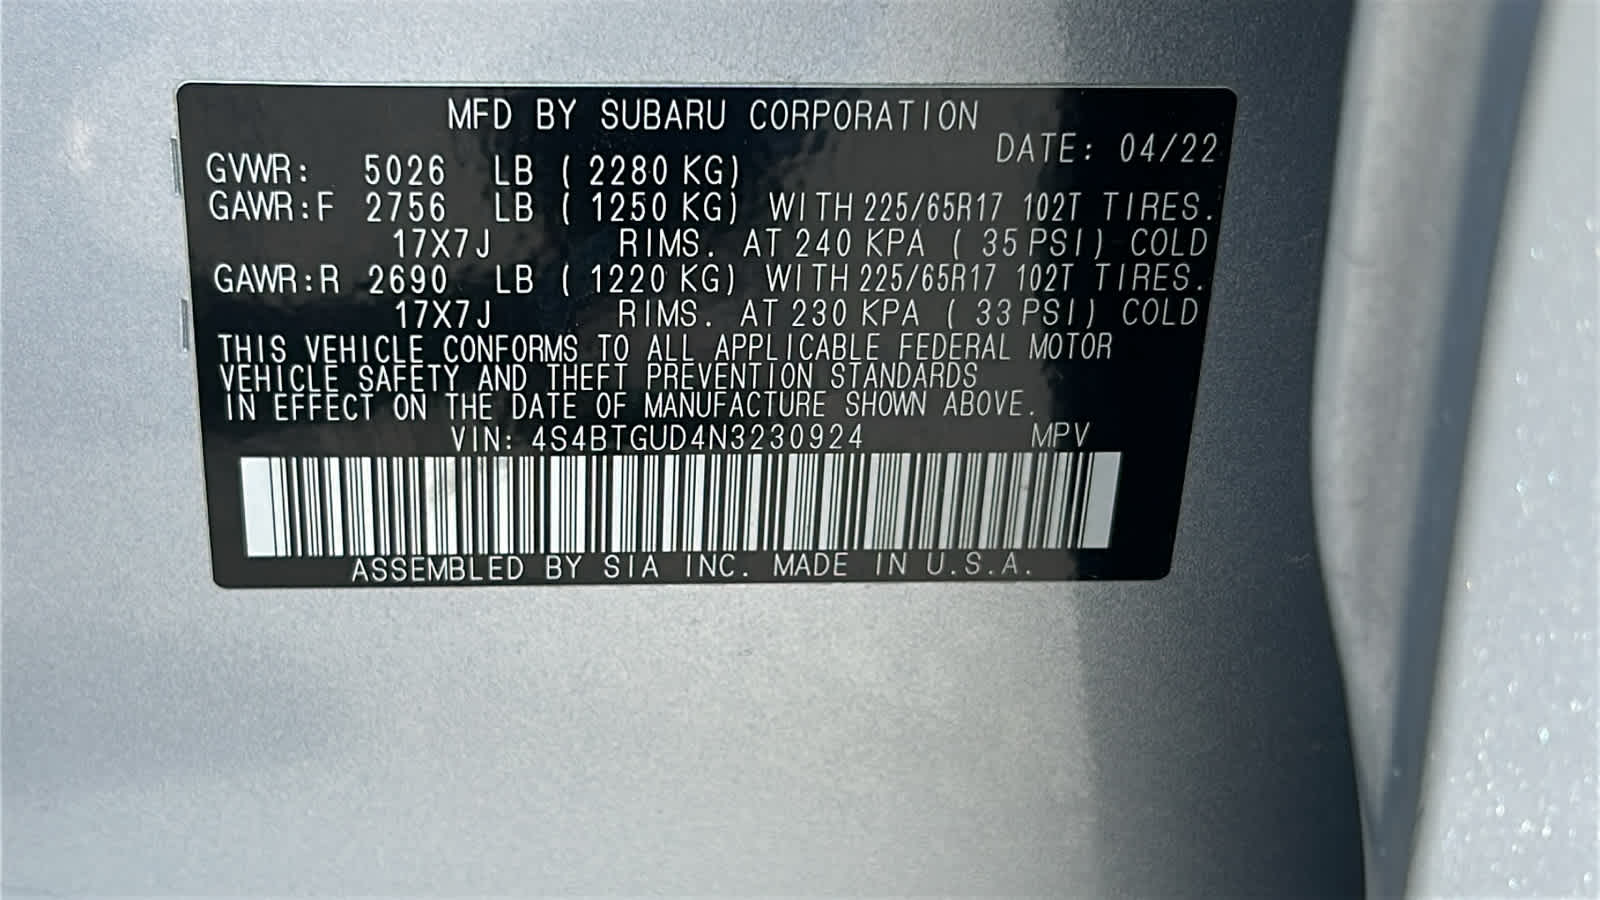 MFD BY SUBARU CORPORATION
DATE: 04/22
GVWR: 5026 LB ( 2280 KG)
GAWR:F 2756 LB ( 1250 KG) WITH 225/65R17 102T TIRES.
17X7J RIMS. AT 240 KPA ( 35 PSI) COLD
GAWR:R 2690 LB ( 1220 KG) WITH 225/65R17 102T TIRES.
17X7J RIMS. AT 230 KPA ( 33 PSI) COLD
THIS VEHICLE CONFORMS TO ALL APPLICABLE FEDERAL MOTOR
VEHICLE SAFETY AND THEFT PREVENTION STANDARDS
IN EFFECT ON THE DATE OF MANUFACTURE SHOWN ABOVE.
VIN: 4S4BTGUD4N3230924 MPV
ASSEMBLED BY SIA INC. MADE IN U.S.A.